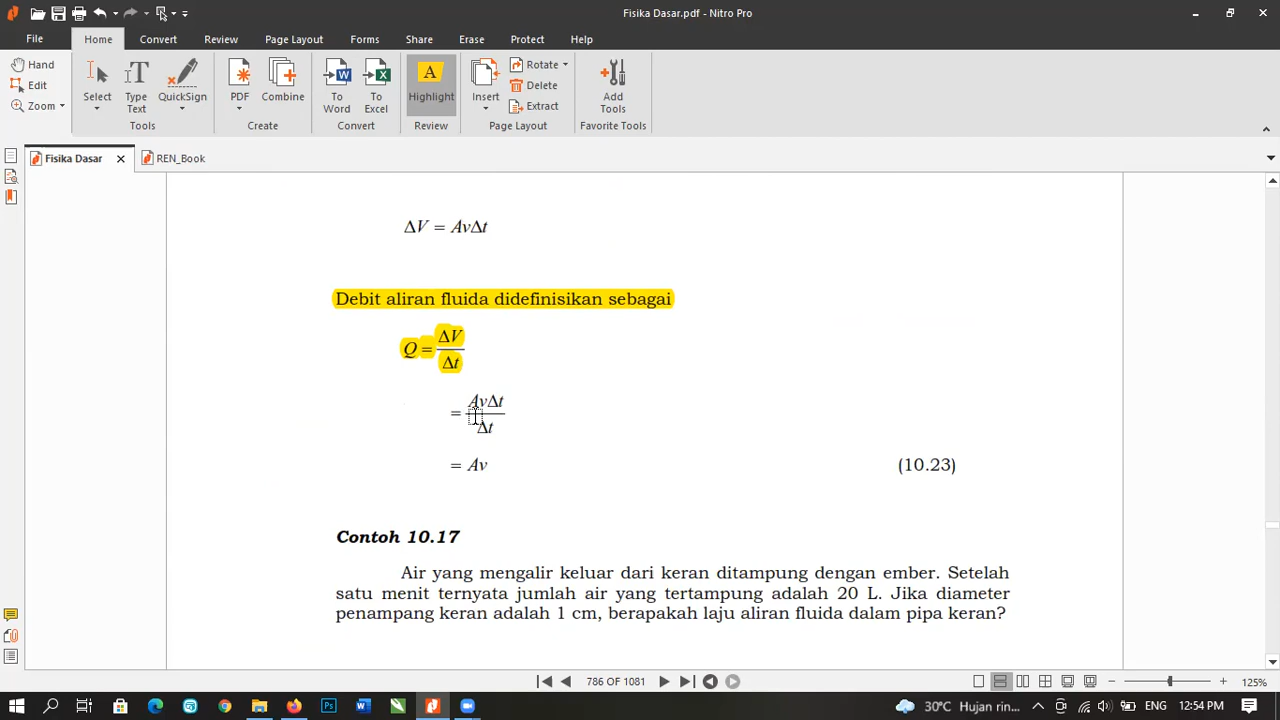 Fisika Dasar.pdf - Nitro Pro
File Home Convert Review Page Layout Forms Share Erase Protect Help
Hand
Edit
Zoom
Select
Type Text
QuickSign
Tools
PDF
Combine
Create
To Word
To Excel
Convert
A
Highlight
Review
Insert
Rotate
Delete
Extract
Page Layout
Add Tools
Favorite Tools
Fisika Dasar
REN_Book
ΔV = AvΔt
Debit aliran fluida didefinisikan sebagai
Q = ΔV
Δt
= AvΔt
Δt
= Av (10.23)
Contoh 10.17
Air yang mengalir keluar dari keran ditampung dengan ember. Setelah
satu menit ternyata jumlah air yang tertampung adalah 20 L. Jika diameter
penampang keran adalah 1 cm, berapakah laju aliran fluida dalam pipa keran?
786 OF 1081
125%
30°C Hujan rin... ENG 12:54 PM